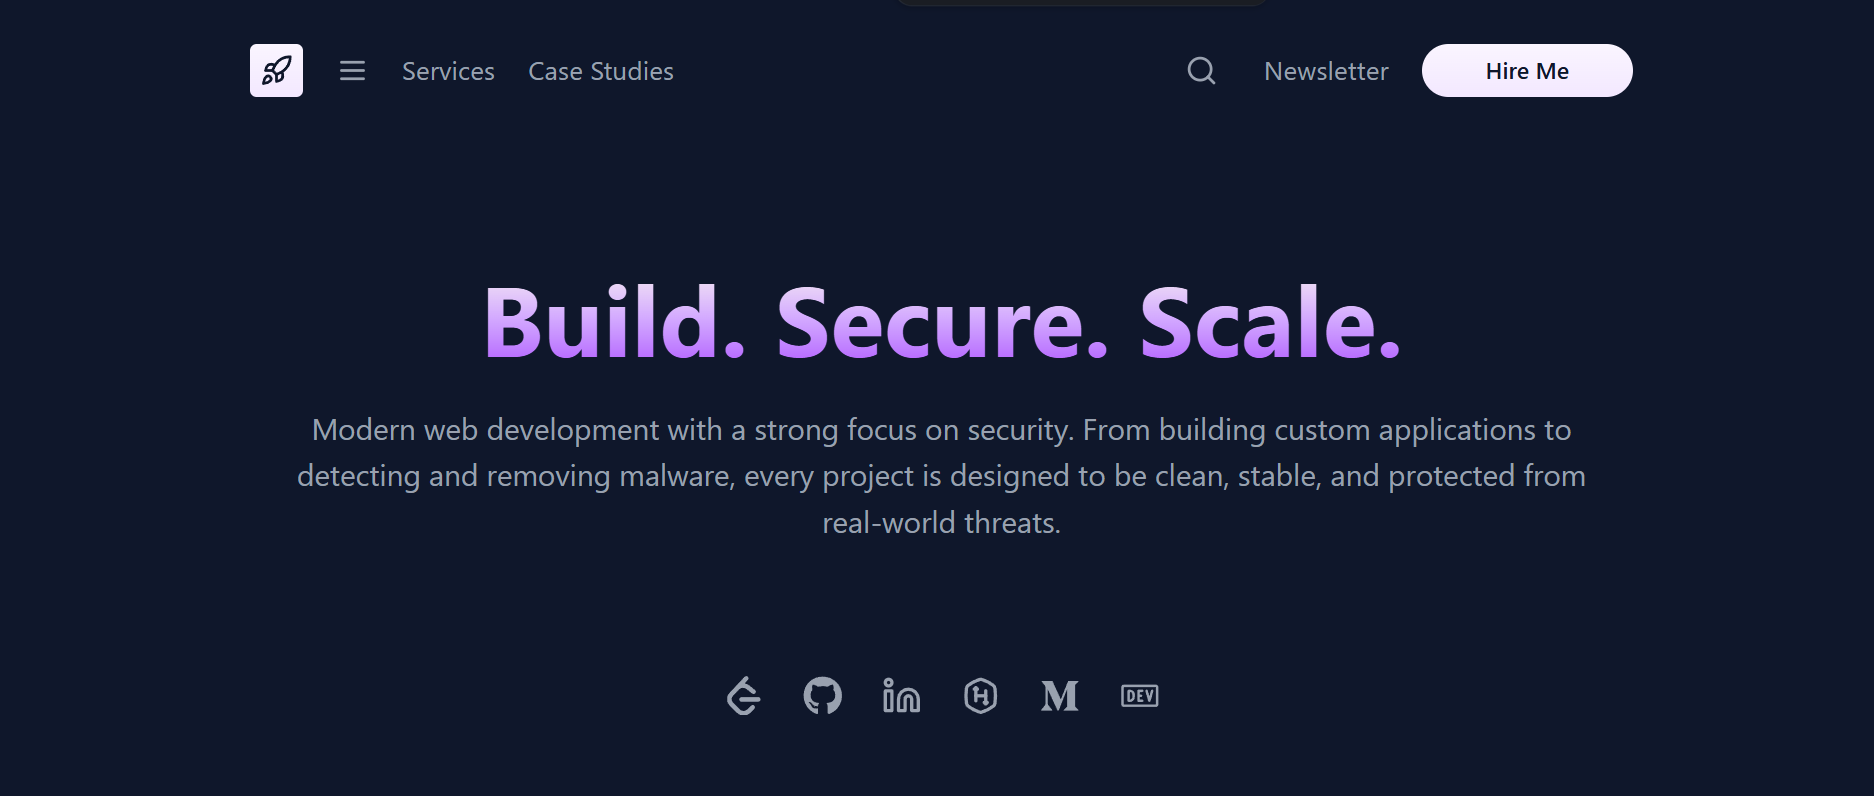 Services
Case Studies
Newsletter
Hire Me
Build. Secure. Scale.
Modern web development with a strong focus on security. From building custom applications to
detecting and removing malware, every project is designed to be clean, stable, and protected from
real-world threats.
DEV